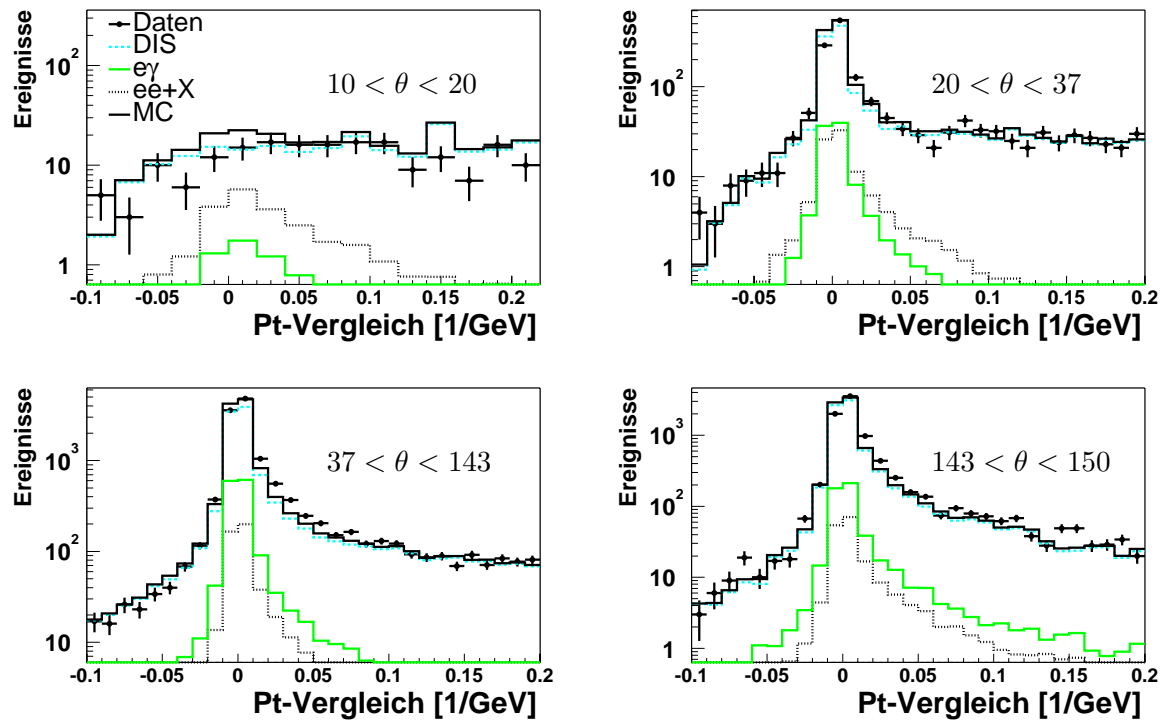 Ereignisse
Daten
DIS
eγ
ee+X
MC
10 < θ < 20
10²
10
1
-0.1 -0.05 0 0.05 0.1 0.15 0.2
Pt-Vergleich [1/GeV]
Ereignisse
20 < θ < 37
10²
10
1
-0.05 0 0.05 0.1 0.15 0.2
Pt-Vergleich [1/GeV]
Ereignisse
37 < θ < 143
10³
10²
10
-0.1 -0.05 0 0.05 0.1 0.15 0.2
Pt-Vergleich [1/GeV]
Ereignisse
143 < θ < 150
10³
10²
10
1
-0.1 -0.05 0 0.05 0.1 0.15 0.2
Pt-Vergleich [1/GeV]